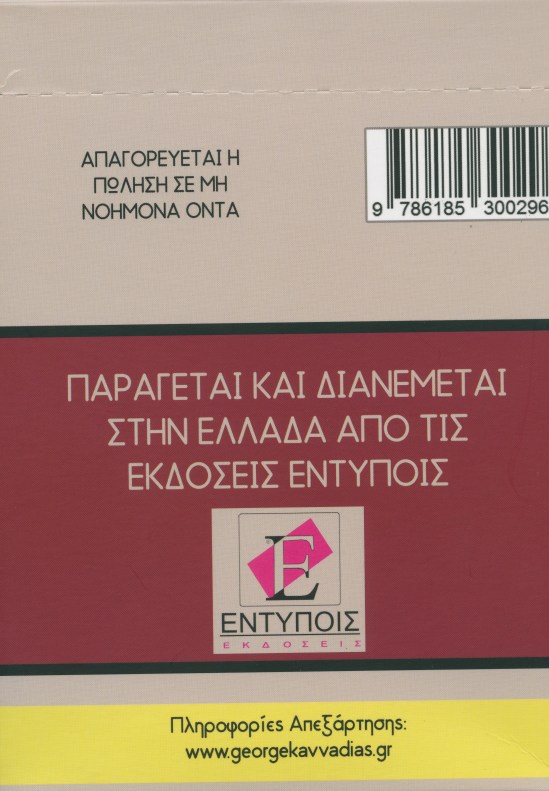 ΑΠΑΓΟΡΕΥΕΤΑΙ Η
ΠΩΛΗΣΗ ΣΕ ΜΗ
ΝΟΗΜΟΝΑ ΟΝΤΑ
9 786185 300296
ΠΑΡΑΓΕΤΑΙ ΚΑΙ ΔΙΑΝΕΜΕΤΑΙ
ΣΤΗΝ ΕΛΛΑΔΑ ΑΠΟ ΤΙΣ
ΕΚΔΟΣΕΙΣ ΕΝΤΥΠΟΙΣ
Ε
ΕΝΤΥΠΟΙΣ
ΕΚΔΟΣΕΙΣ
Πληροφορίες Απεξάρτησης:
www.georgekavvadias.gr